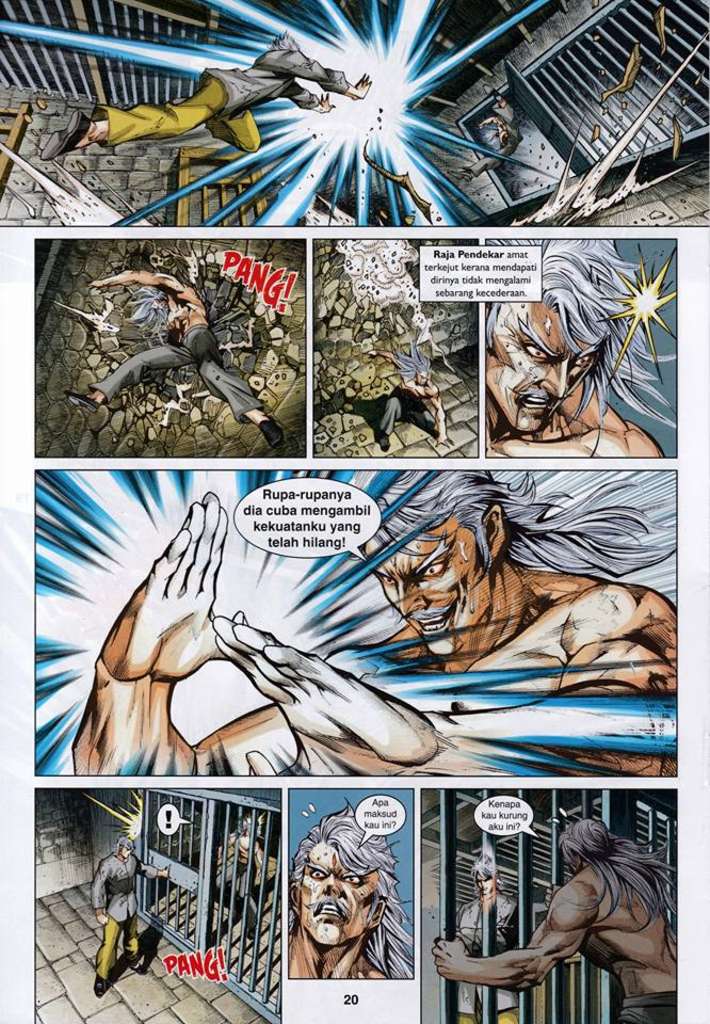 PANG!
Raja Pendekar amat
terkejut kerana mendapati
dirinya tidak mengalami
sebarang kecederaan.
Rupa-rupanya
dia cuba mengambil
kekuatanku yang
telah hilang!
!
PANG!
Apa
maksud
kau ini?
Kenapa
kau kurung
aku ini?
20